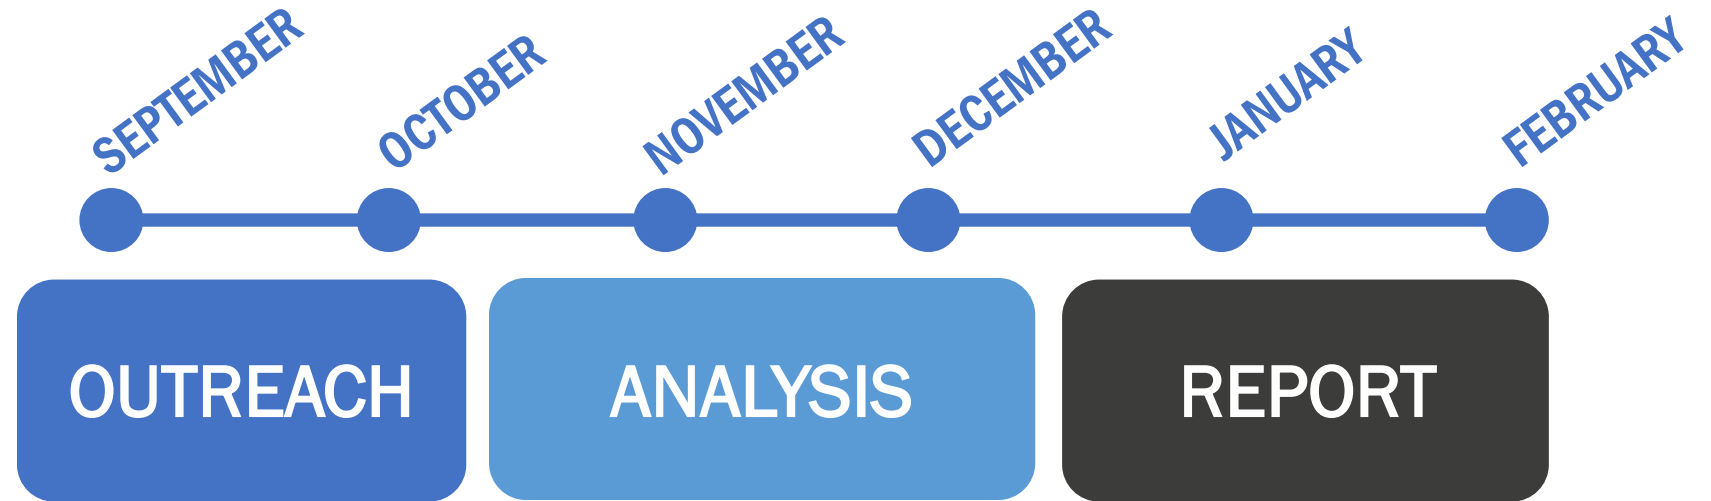 SEPTEMBER
OCTOBER
NOVEMBER
DECEMBER
JANUARY
FEBRUARY
OUTREACH
ANALYSIS
REPORT